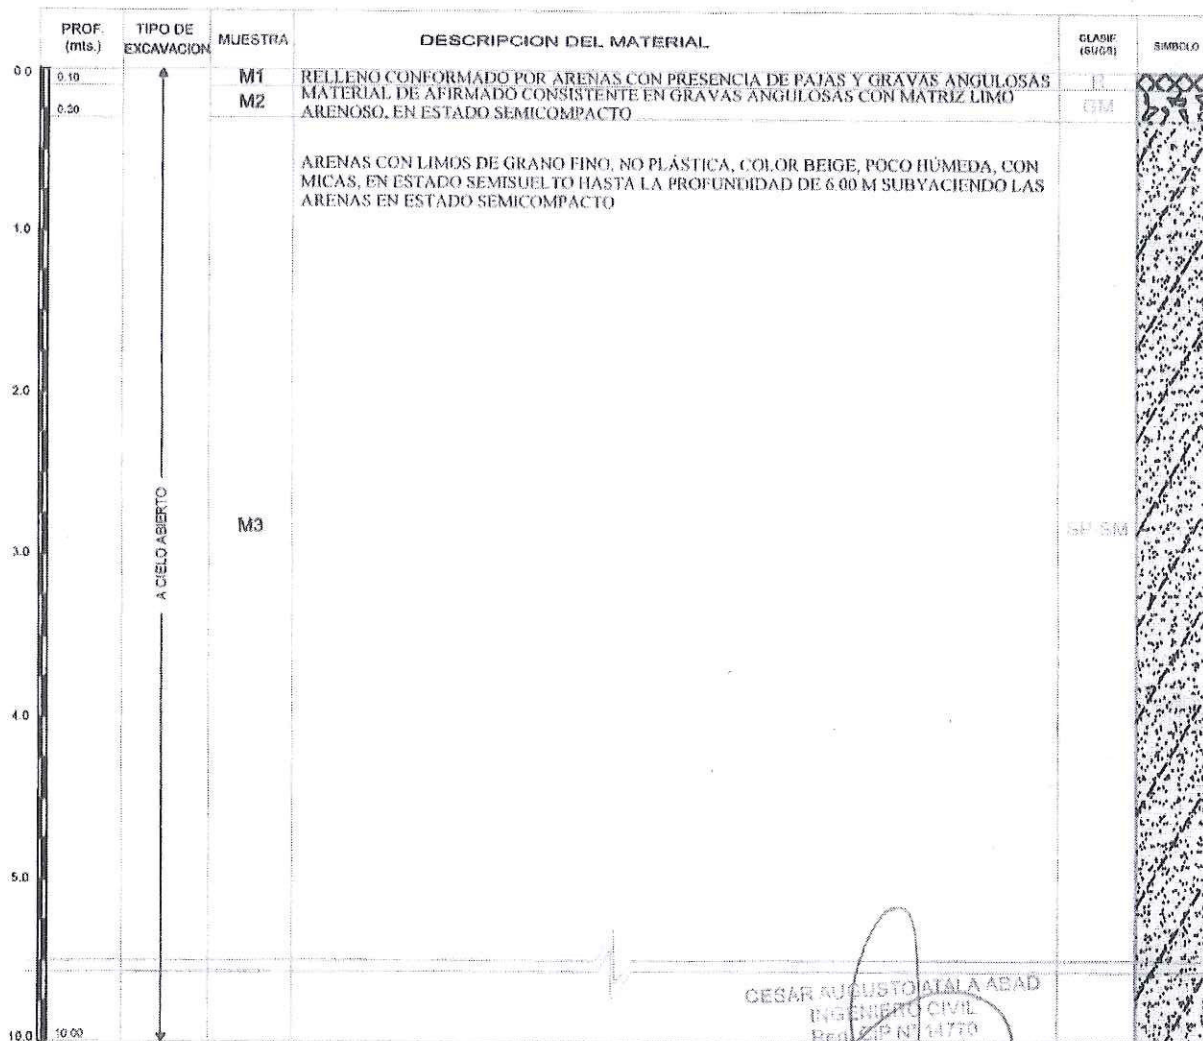 PROF. (mts.)
TIPO DE EXCAVACION
MUESTRA
DESCRIPCION DEL MATERIAL
CLASIF. (SUCS)
SIMBOLO
0.0
0.10
M1
RELLENO CONFORMADO POR ARENAS CON PRESENCIA DE PAJAS Y GRAVAS ANGULOSAS
R
0.30
M2
MATERIAL DE AFIRMADO CONSISTENTE EN GRAVAS ANGULOSAS CON MATRIZ LIMO
ARENOSO, EN ESTADO SEMICOMPACTO
GM
ARENAS CON LIMOS DE GRANO FINO, NO PLÁSTICA, COLOR BEIGE, POCO HÚMEDA, CON
MICAS, EN ESTADO SEMISUELTO HASTA LA PROFUNDIDAD DE 6.00 M SUBYACIENDO LAS
ARENAS EN ESTADO SEMICOMPACTO
1.0
2.0
A CIELO ABIERTO
M3
SP-SM
3.0
4.0
5.0
CESAR AUGUSTO ATALA ABAD
INGENIERO CIVIL
Reg. CIP N° 14770
10.0
10.00